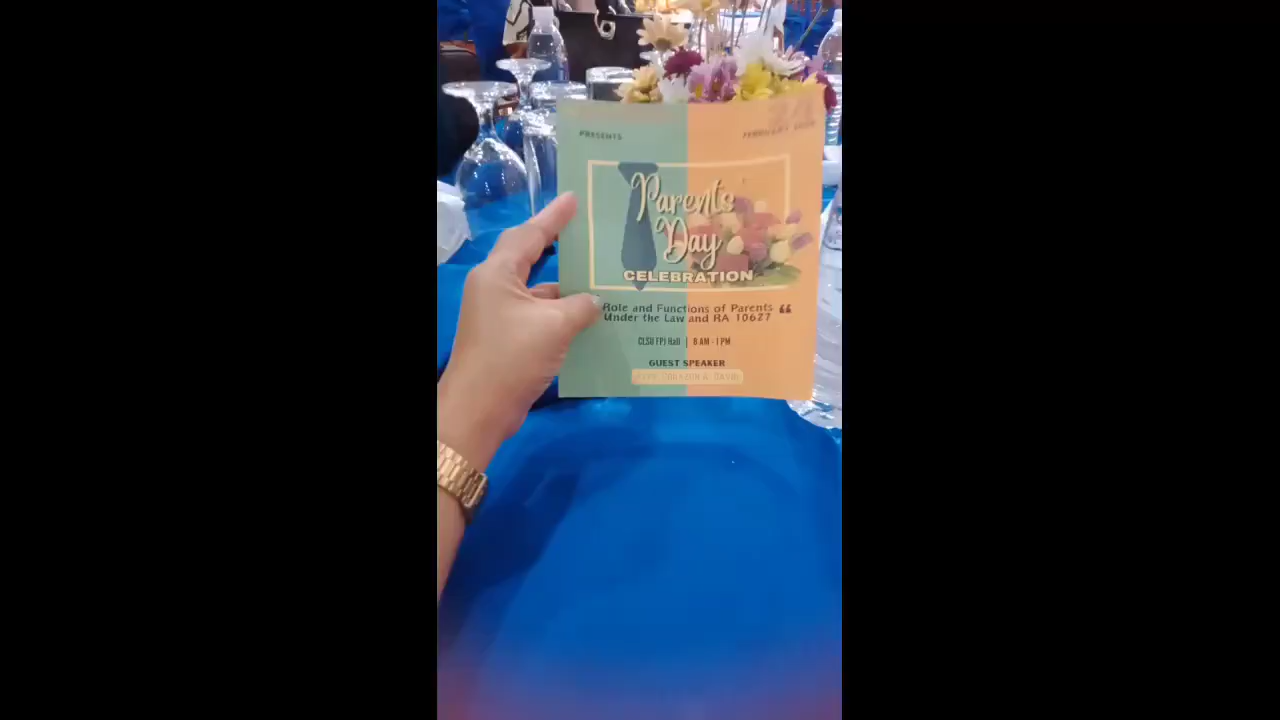 PRESENTS
FEBRUARY
Parents
Day
CELEBRATION
Role and Functions of Parents “
Under the Law and RA 10627
CLSU FPJ Hall | 8 AM - 1 PM
GUEST SPEAKER